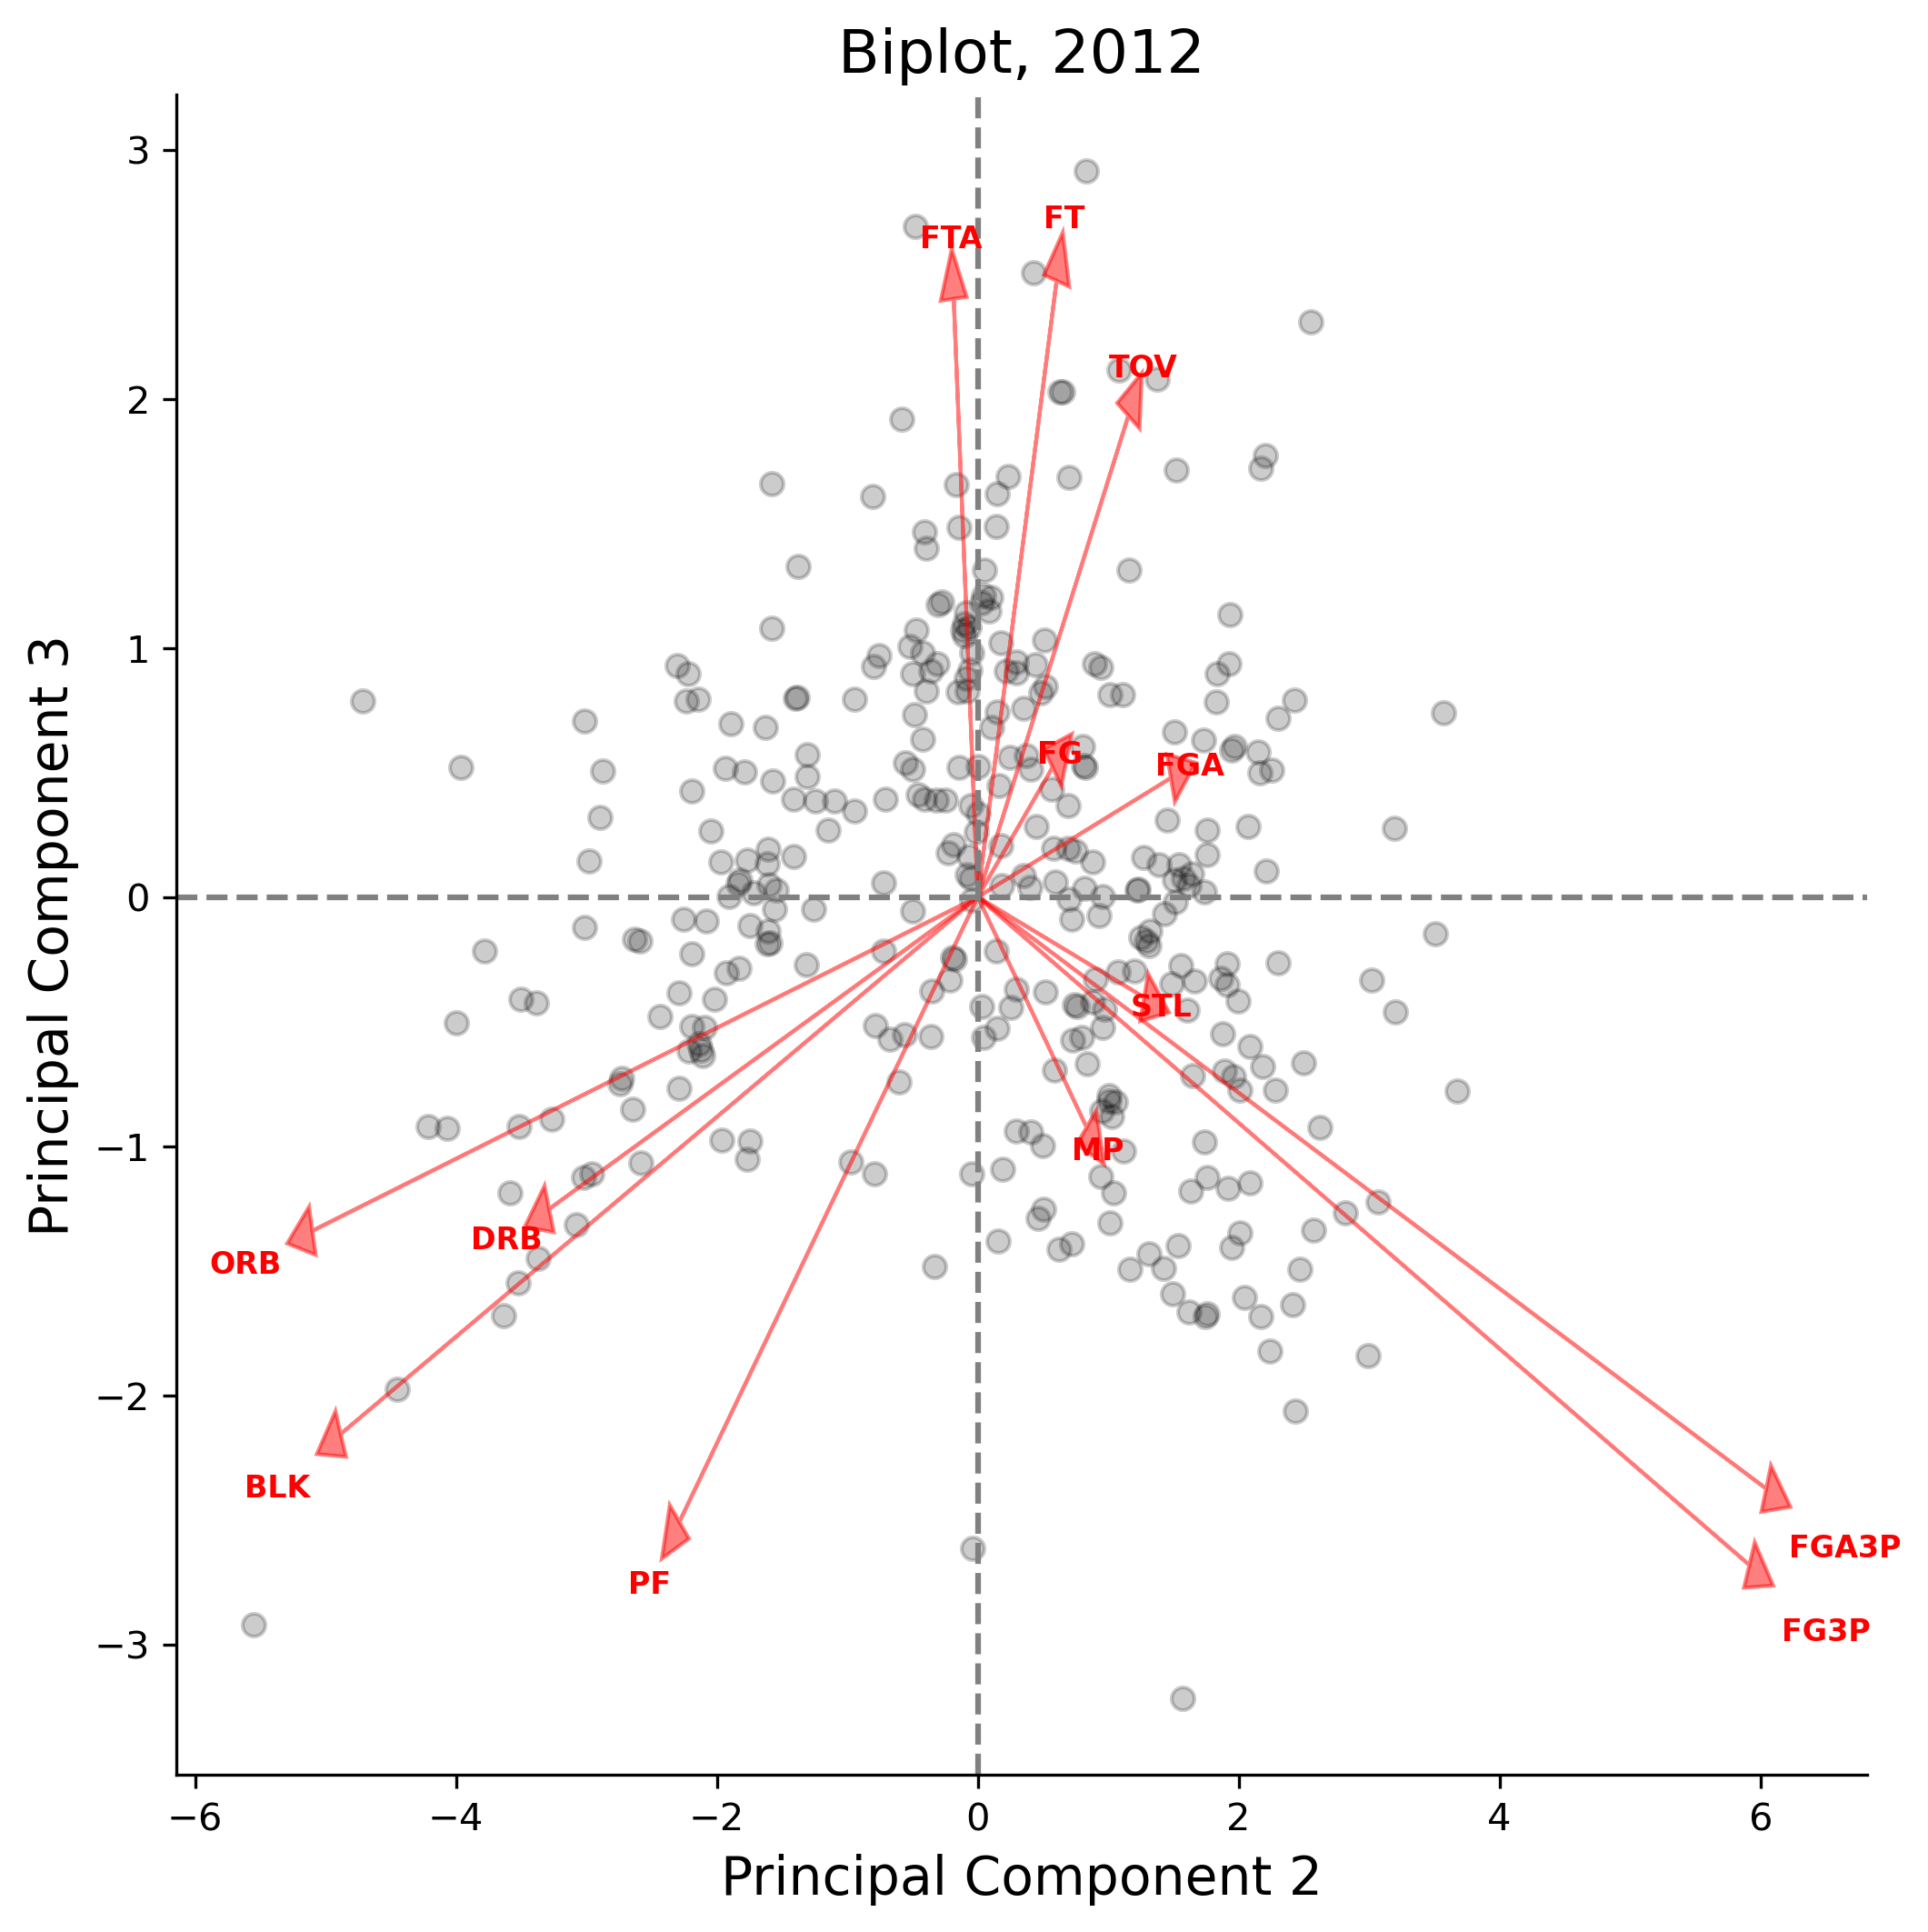 Biplot, 2012
Principal Component 3
3
2
1
0
−1
−2
−3
FTA
FT
TOV
FG
FGA
STL
MP
ORB
DRB
BLK
PF
FGA3P
FG3P
−6
−4
−2
0
2
4
6
Principal Component 2